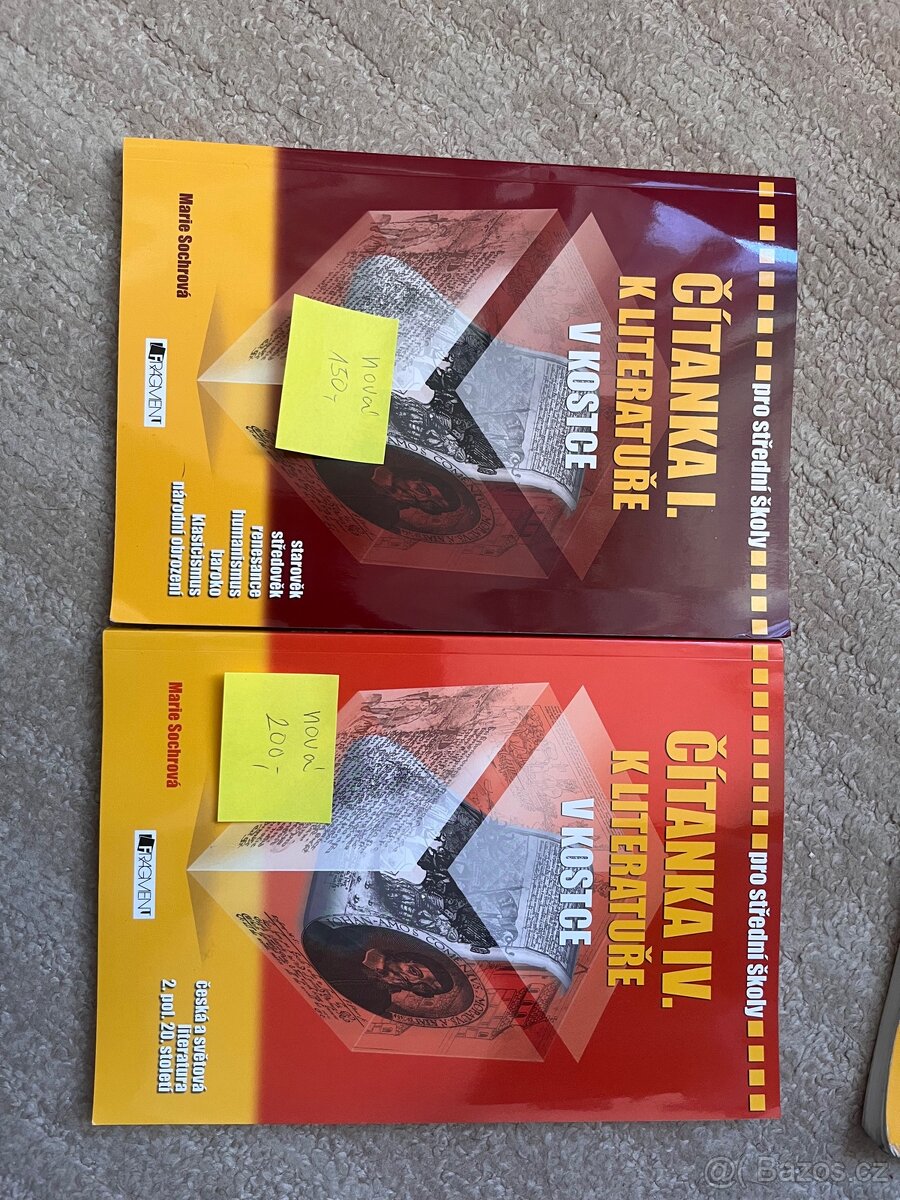 pro střední školy
ČÍTANKA I.
K LITERATUŘE
V KOSTCE
nová
150,-
starověk
středověk
renesance
humanismus
baroko
klasicismus
národní obrození
Marie Sochrová
FRAGMENT
pro střední školy
ČÍTANKA IV.
K LITERATUŘE
V KOSTCE
nová
200,-
česká a světová
literatura
2. pol. 20. století
Marie Sochrová
FRAGMENT
@ Bazos.cz